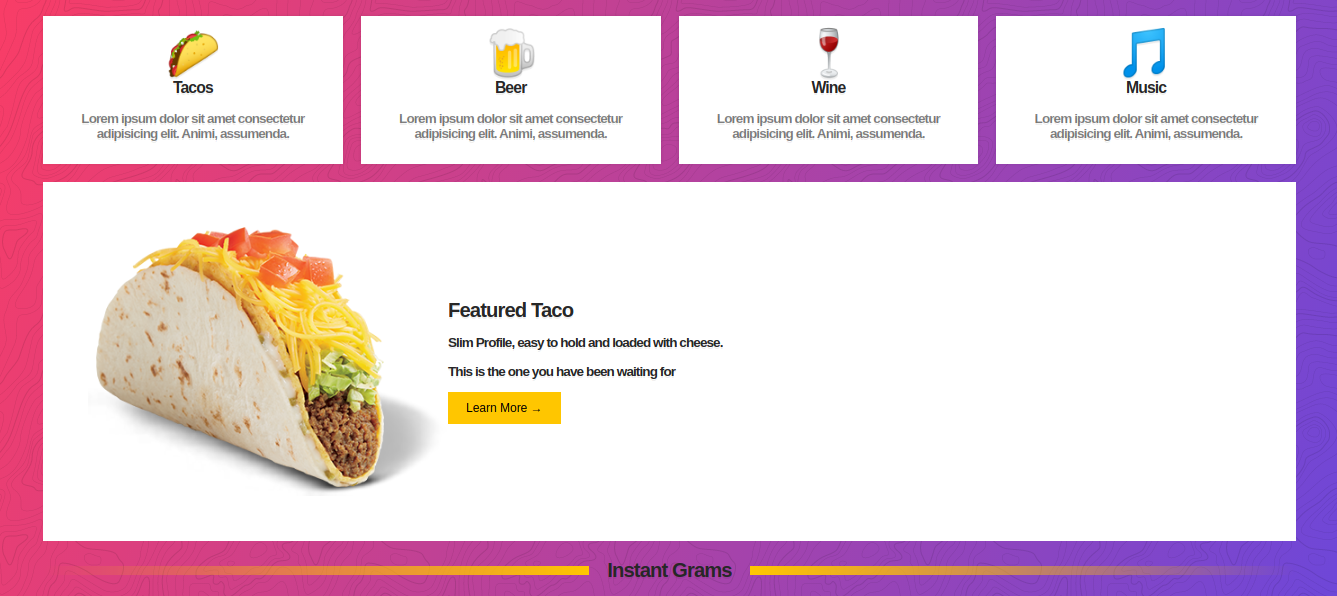 Tacos
Lorem ipsum dolor sit amet consectetur
adipisicing elit. Animi, assumenda.
Beer
Lorem ipsum dolor sit amet consectetur
adipisicing elit. Animi, assumenda.
Wine
Lorem ipsum dolor sit amet consectetur
adipisicing elit. Animi, assumenda.
Music
Lorem ipsum dolor sit amet consectetur
adipisicing elit. Animi, assumenda.
Featured Taco
Slim Profile, easy to hold and loaded with cheese.
This is the one you have been waiting for
Learn More →
Instant Grams